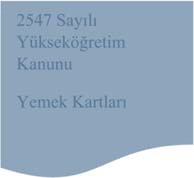 2547 Sayılı
Yükseköğretim
Kanunu
Yemek Kartları